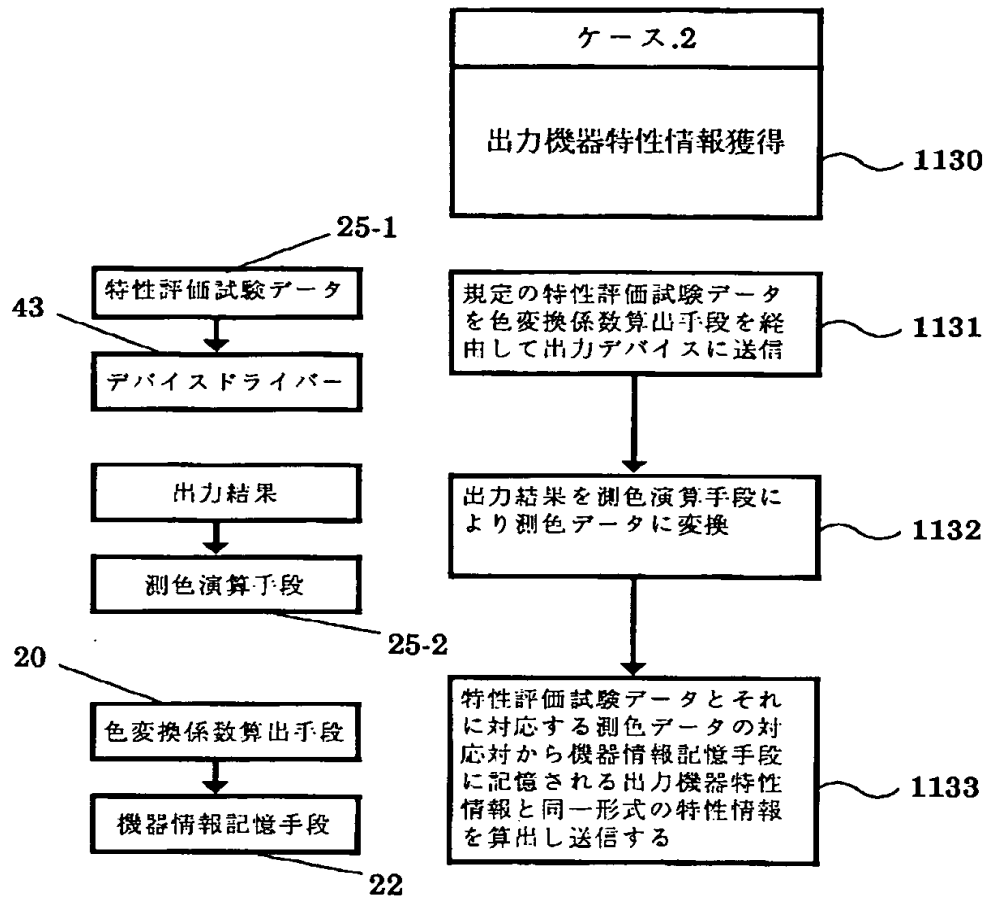 ケース.2
出力機器特性情報獲得
1130
25-1
特性評価試験データ
43
デバイスドライバー
規定の特性評価試験データ
を色変換係数算出手段を経
由して出力デバイスに送信
1131
出力結果
測色演算手段
25-2
出力結果を測色演算手段に
より測色データに変換
1132
20
色変換係数算出手段
機器情報記憶手段
22
特性評価試験データとそれ
に対応する測色データの対
応対から機器情報記憶手段
に記憶される出力機器特性
情報と同一形式の特性情報
を算出し送信する
1133